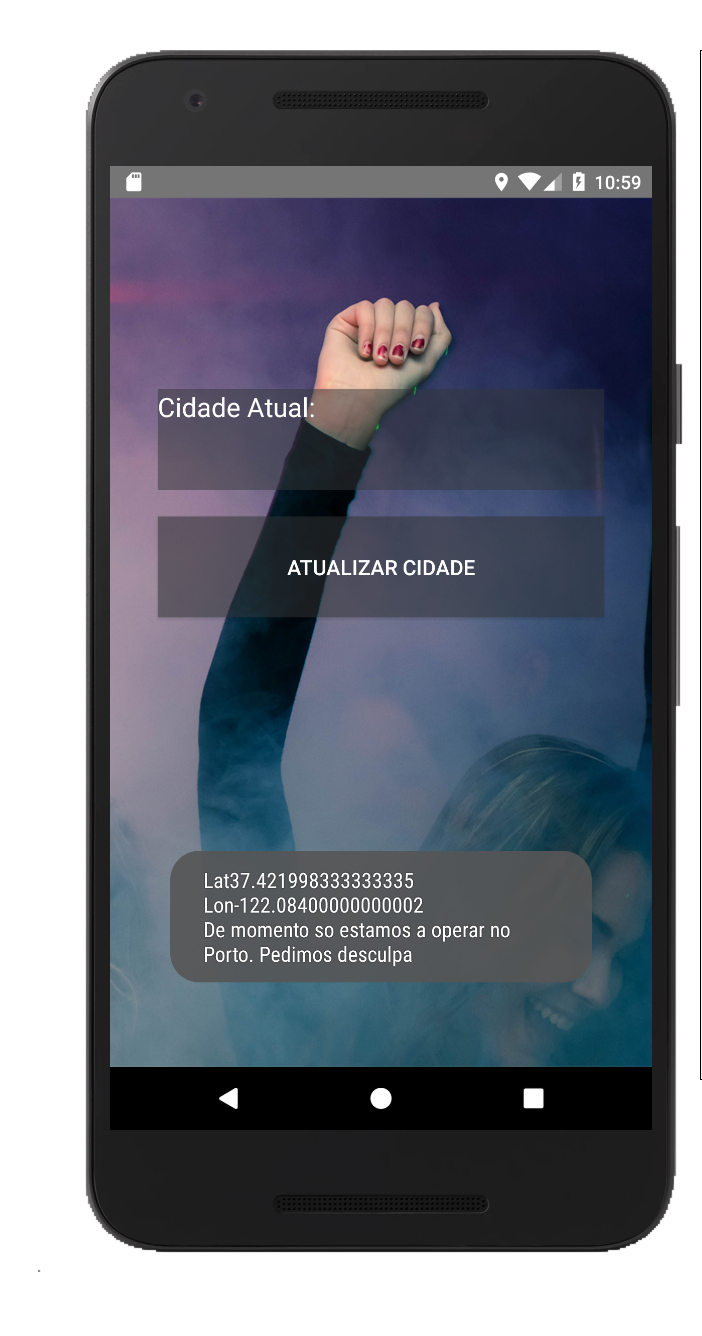 10:59
Cidade Atual:
ATUALIZAR CIDADE
Lat37.421998333333335
Lon-122.08400000000002
De momento so estamos a operar no
Porto. Pedimos desculpa